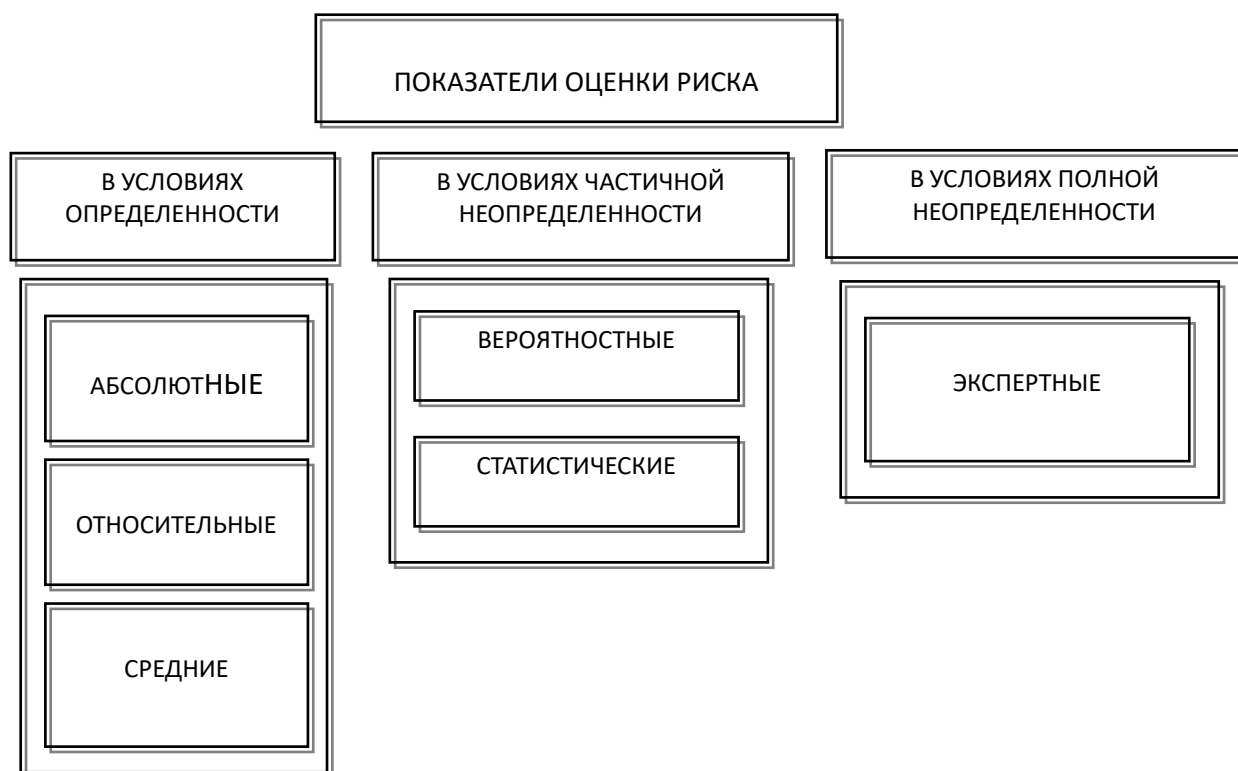 ПОКАЗАТЕЛИ ОЦЕНКИ РИСКА
В УСЛОВИЯХ
ОПРЕДЕЛЕННОСТИ
В УСЛОВИЯХ ЧАСТИЧНОЙ
НЕОПРЕДЕЛЕННОСТИ
В УСЛОВИЯХ ПОЛНОЙ
НЕОПРЕДЕЛЕННОСТИ
АБСОЛЮТНЫЕ
ОТНОСИТЕЛЬНЫЕ
СРЕДНИЕ
ВЕРОЯТНОСТНЫЕ
СТАТИСТИЧЕСКИЕ
ЭКСПЕРТНЫЕ